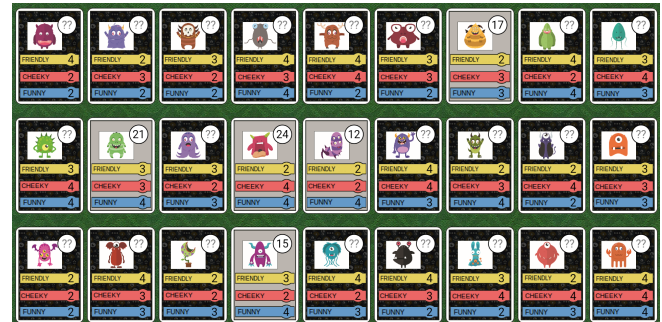 ?? ?? ?? ?? ?? ?? 17 ?? ??
FRIENDLY 4 FRIENDLY 2 FRIENDLY 3 FRIENDLY 4 FRIENDLY 4 FRIENDLY 3 FRIENDLY 2 FRIENDLY 4 FRIENDLY 3
CHEEKY 2 CHEEKY 2 CHEEKY 3 CHEEKY 3 CHEEKY 4 CHEEKY 3 CHEEKY 3 CHEEKY 3 CHEEKY 4
FUNNY 2 FUNNY 2 FUNNY 3 FUNNY 4 FUNNY 2 FUNNY 2 FUNNY 3 FUNNY 2 FUNNY 3
?? 21 ?? 24 12 ?? ?? ?? ??
FRIENDLY 3 FRIENDLY 3 FRIENDLY 3 FRIENDLY 2 FRIENDLY 2 FRIENDLY 4 FRIENDLY 2 FRIENDLY 2 FRIENDLY 3
CHEEKY 4 CHEEKY 3 CHEEKY 2 CHEEKY 4 CHEEKY 2 CHEEKY 4 CHEEKY 4 CHEEKY 4 CHEEKY 4
FUNNY 4 FUNNY 4 FUNNY 2 FUNNY 4 FUNNY 2 FUNNY 3 FUNNY 2 FUNNY 4 FUNNY 3
?? ?? ?? 15 ?? ?? ?? ?? ??
FRIENDLY 2 FRIENDLY 4 FRIENDLY 2 FRIENDLY 3 FRIENDLY 4 FRIENDLY 4 FRIENDLY 4 FRIENDLY 2 FRIENDLY 4
CHEEKY 2 CHEEKY 2 CHEEKY 3 CHEEKY 2 CHEEKY 2 CHEEKY 3 CHEEKY 3 CHEEKY 3 CHEEKY 4
FUNNY 4 FUNNY 3 FUNNY 2 FUNNY 4 FUNNY 3 FUNNY 2 FUNNY 2 FUNNY 2 FUNNY 4